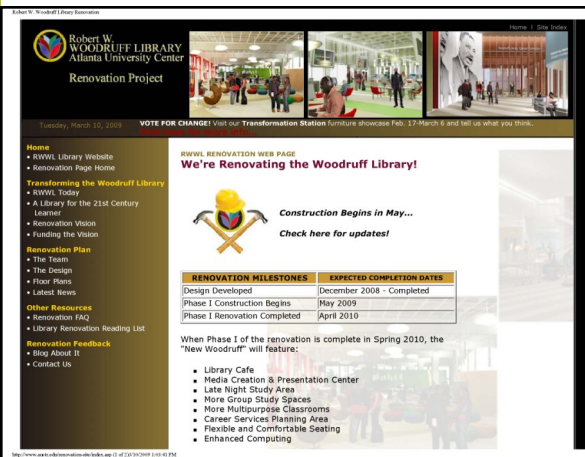 Robert W. Woodruff Library Renovation
Home | Site Index
Robert W.
WOODRUFF LIBRARY
Atlanta University Center
Renovation Project
Tuesday, March 10, 2009
VOTE FOR CHANGE! Visit our Transformation Station furniture showcase Feb. 17-March 6 and tell us what you think.
Home
• RWWL Library Website
• Renovation Page Home
Transforming the Woodruff Library
• RWWL Today
• A Library for the 21st Century
Learner
• Renovation Vision
• Funding the Vision
Renovation Plan
• The Team
• The Design
• Floor Plans
• Latest News
Other Resources
• Renovation FAQ
• Library Renovation Reading List
Renovation Feedback
• Blog About It
• Contact Us
RWWL RENOVATION WEB PAGE
We're Renovating the Woodruff Library!
Construction Begins in May...
Check here for updates!
RENOVATION MILESTONES EXPECTED COMPLETION DATES
Design Developed December 2008 - Completed
Phase I Construction Begins May 2009
Phase I Renovation Completed April 2010
When Phase I of the renovation is complete in Spring 2010, the
"New Woodruff" will feature:
▪ Library Cafe
▪ Media Creation & Presentation Center
▪ Late Night Study Area
▪ More Group Study Spaces
▪ More Multipurpose Classrooms
▪ Career Services Planning Area
▪ Flexible and Comfortable Seating
▪ Enhanced Computing